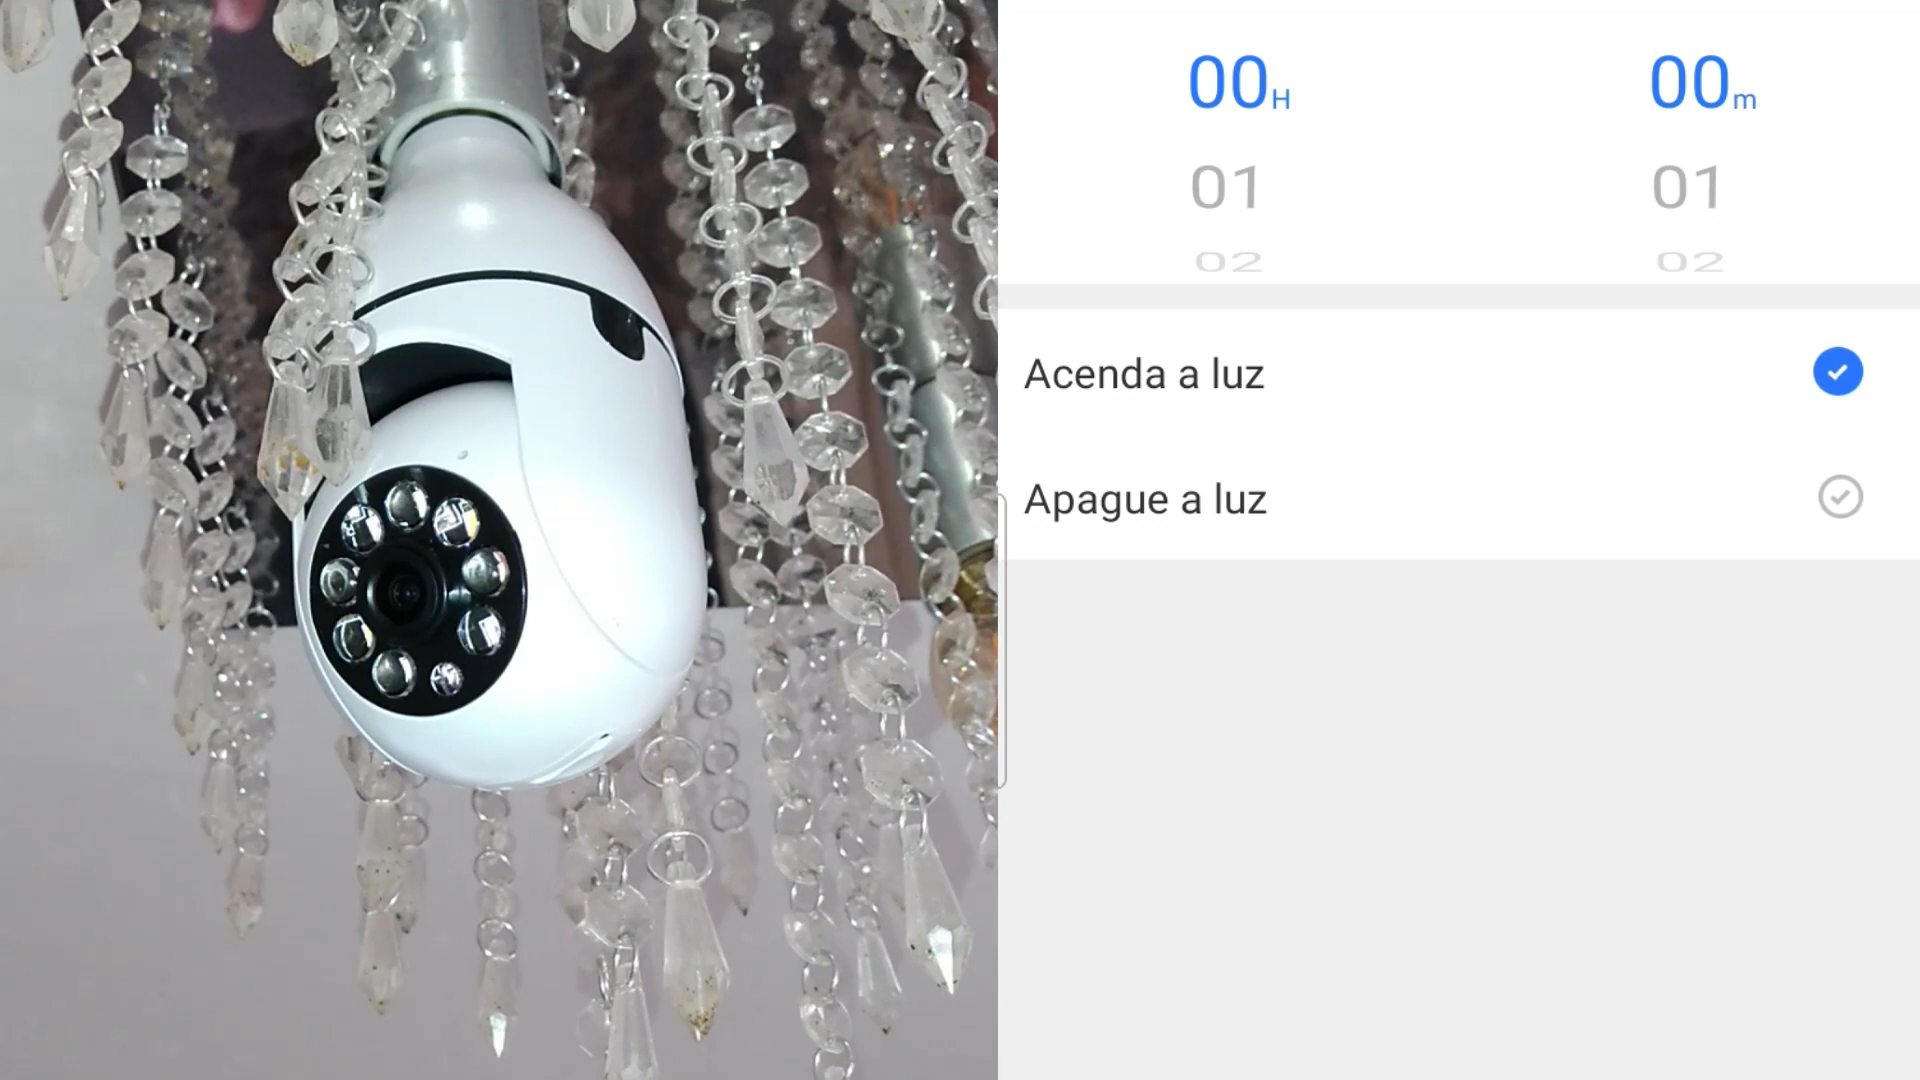 00H 00m
01 01
02 02
Acenda a luz
Apague a luz